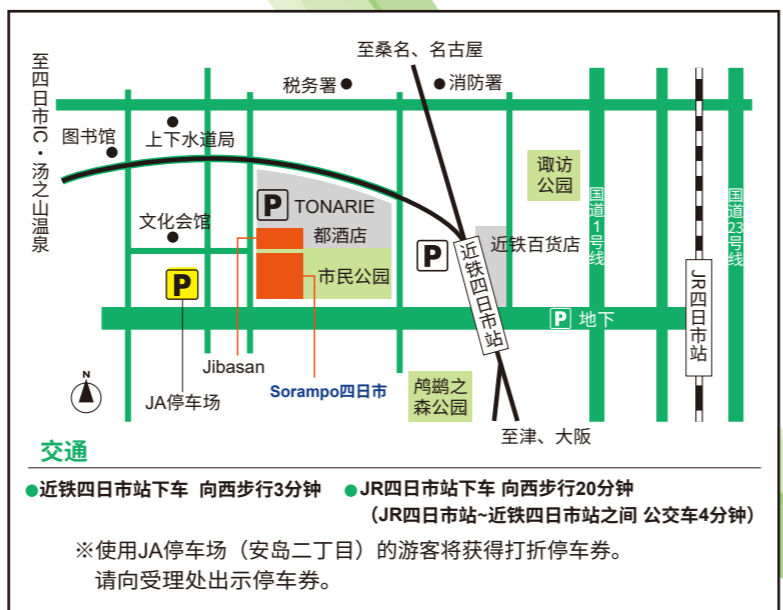 至桑名、名古屋
至四日市IC・汤之山温泉
税务署
消防署
图书馆
上下水道局
诹访
公园
国道1号线
国道23号线
P TONARIE
文化会馆
都酒店
P
近铁四日市站
近铁百货店
JR四日市站
P
市民公园
P 地下
Jibasan
JA停车场
Sorampo四日市
鸬鹚之
森公园
N
至津、大阪
交通
●近铁四日市站下车 向西步行3分钟
●JR四日市站下车 向西步行20分钟
（JR四日市站~近铁四日市站之间 公交车4分钟）
※使用JA停车场（安岛二丁目）的游客将获得打折停车券。
请向受理处出示停车券。